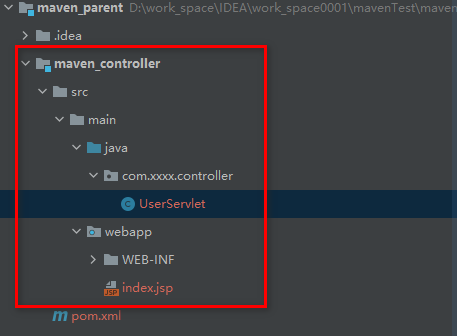 maven_parent D:\work_space\IDEA\work_space0001\mavenTest\maven
.idea
maven_controller
src
main
java
com.xxxx.controller
C UserServlet
webapp
WEB-INF
JSP index.jsp
m pom.xml